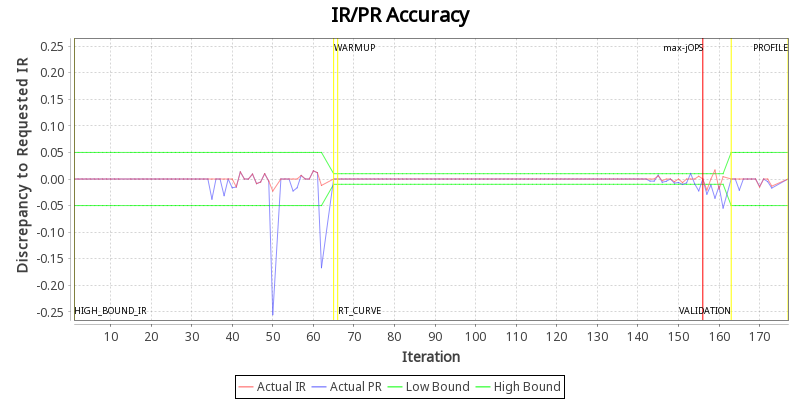 IR/PR Accuracy
Discrepancy to Requested IR
0.25
0.20
0.15
0.10
0.05
0.00
-0.05
-0.10
-0.15
-0.20
-0.25
WARMUP
max-jOPS
PROFILE
HIGH_BOUND_IR
RT_CURVE
VALIDATION
10 20 30 40 50 60 70 80 90 100 110 120 130 140 150 160 170
Iteration
Actual IR Actual PR Low Bound High Bound